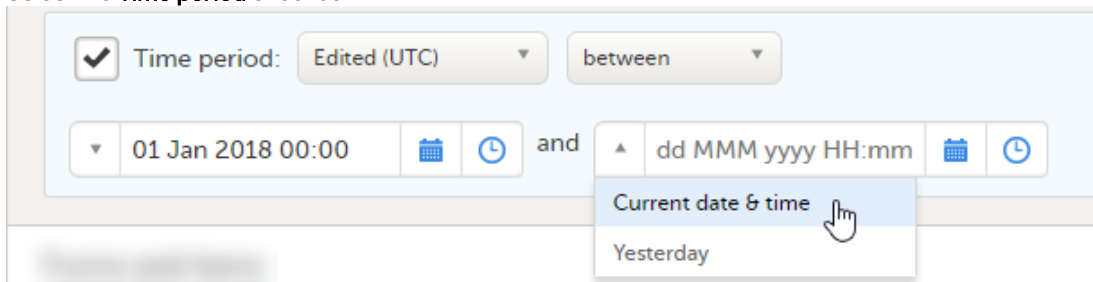 Time period: Edited (UTC) between
01 Jan 2018 00:00 and dd MMM yyyy HH:mm
Current date & time
Yesterday